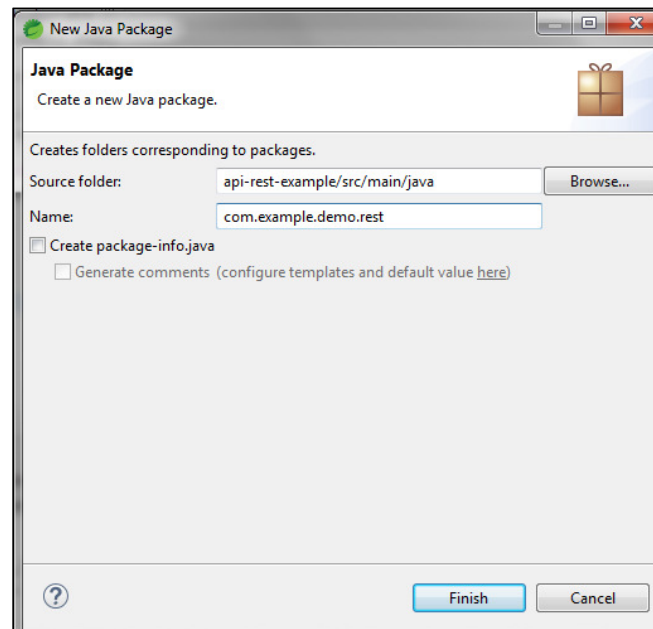 New Java Package
Java Package
Create a new Java package.
Creates folders corresponding to packages.
Source folder: api-rest-example/src/main/java Browse...
Name: com.example.demo.rest
Create package-info.java
Generate comments (configure templates and default value here)
? Finish Cancel